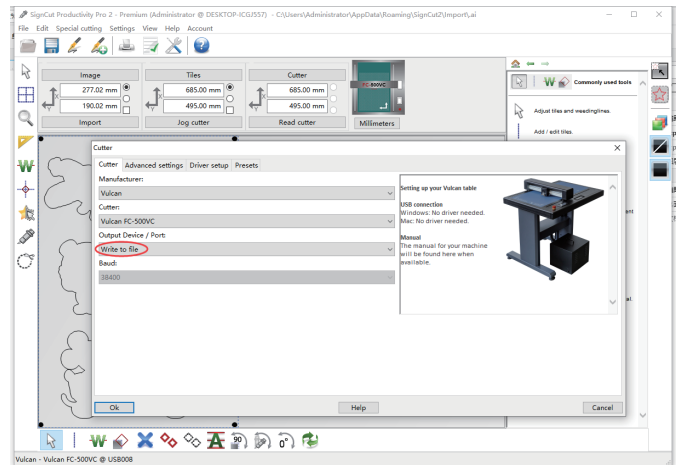 SignCut Productivity Pro 2 - Premium (Administrator @ DESKTOP-ICGJ557) - C:\Users\Administrator\AppData\Roaming\SignCut2\Import\.ai
File Edit Special cutting Settings View Help Account
Image
277.02 mm
190.02 mm
Import
Tiles
685.00 mm
495.00 mm
Jog cutter
Cutter
685.00 mm
495.00 mm
Read cutter
FC-500VC
Millimeters
Commonly used tools
Adjust tiles and weedinglines.
Add / edit tiles.
Cutter
Cutter Advanced settings Driver setup Presets
Manufacturer:
Vulcan
Cutter:
Vulcan FC-500VC
Output Device / Port:
Write to file
Baud:
38400
Setting up your Vulcan table
USB connection
Windows: No driver needed.
Mac: No driver needed.
Manual
The manual for your machine
will be found here when
available.
Ok
Help
Cancel
90
0°
Vulcan - Vulcan FC-500VC @ USB008